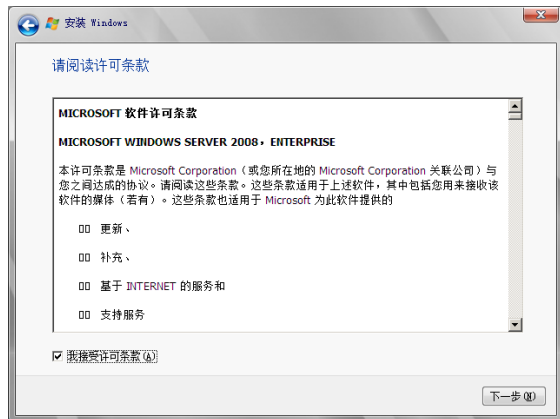 安装 Windows
请阅读许可条款
MICROSOFT 软件许可条款
MICROSOFT WINDOWS SERVER 2008，ENTERPRISE
本许可条款是 Microsoft Corporation（或您所在地的 Microsoft Corporation 关联公司）与
您之间达成的协议。请阅读这些条款。这些条款适用于上述软件，其中包括您用来接收该
软件的媒体（若有）。这些条款也适用于 Microsoft 为此软件提供的
更新、
补充、
基于 INTERNET 的服务和
支持服务
我接受许可条款(A)
下一步(N)